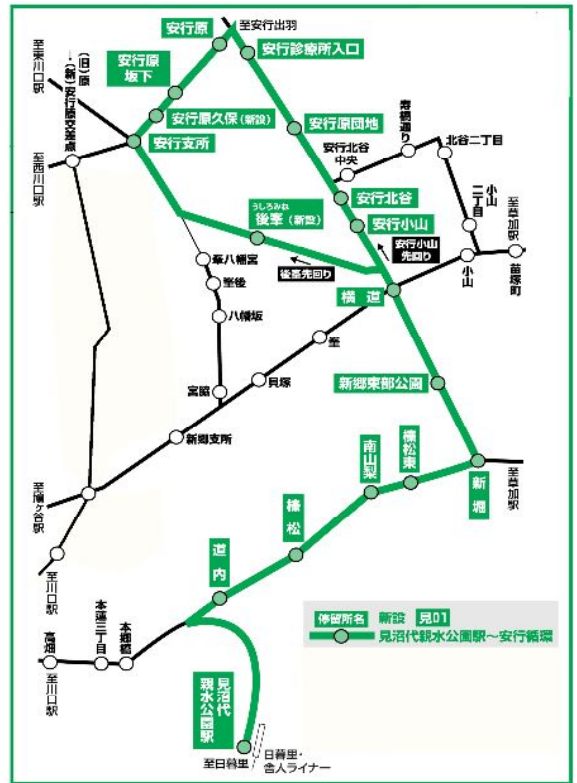 至安行出羽
安行原
安行診療所入口
至東川口駅
(旧)原
↓
(新)安行原交差点
安行原
坂下
安行原久保(新設)
安行原団地
寿橋通り
北谷二丁目
安行支所
安行北谷
中央
至西川口駅
安行北谷
小山
二丁目
至草加駅
うしろみね
後峯(新設)
安行小山
安行小山
先回り
後峯先回り
峯八幡宮
峯後
小山
苗塚町
横道
八幡坂
峯
新郷東部公園
宮脇
貝塚
新郷支所
榛松東
南山梨
新堀
至草加駅
至鳩ヶ谷駅
榛松
至川口駅
道内
本蓮三丁目
本郷橋
高畑
至川口駅
停留所名 新設 見01
見沼代親水公園駅〜安行循環
見沼代
親水公園駅
至日暮里
日暮里・
舎人ライナー